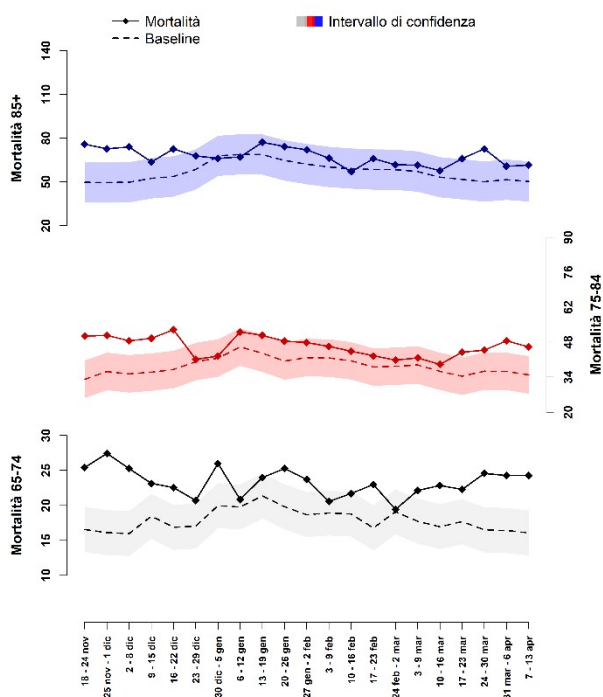 Mortalità
Baseline
Intervallo di confidenza
Mortalità 85+
140
110
80
50
20
Mortalità 75-84
90
76
62
48
34
20
Mortalità 65-74
30
25
20
15
10
18 - 24 nov
25 nov - 1 dic
2 - 8 dic
9 - 15 dic
16 - 22 dic
23 - 29 dic
30 dic - 5 gen
6 - 12 gen
13 - 19 gen
20 - 26 gen
27 gen - 2 feb
3 - 9 feb
10 - 16 feb
17 - 23 feb
24 feb - 2 mar
3 - 9 mar
10 - 16 mar
17 - 23 mar
24 - 30 mar
31 mar - 6 apr
7 - 13 apr